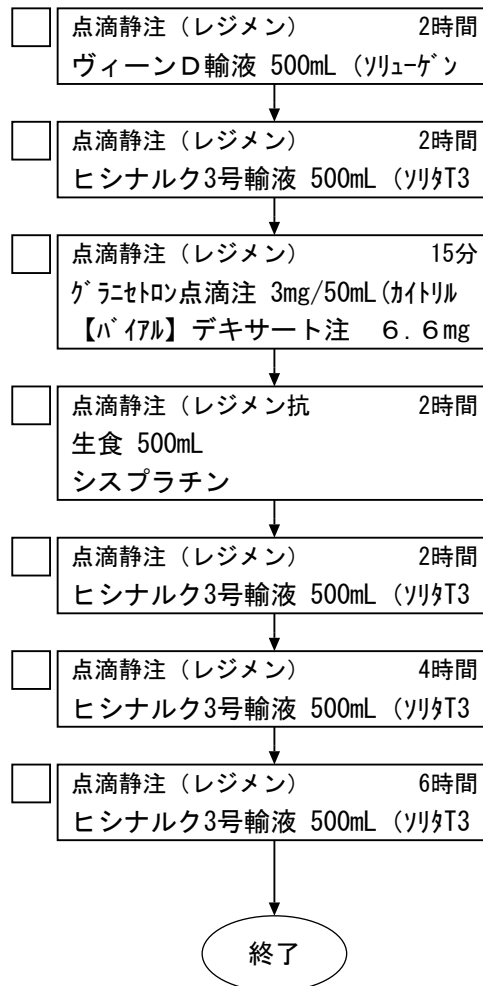 点滴静注（レジメン） 2時間
ヴィーンＤ輸液 500mL（ｿﾘｭｰｹﾞﾝ
点滴静注（レジメン） 2時間
ヒシナルク3号輸液 500mL（ｿﾘﾀT3
点滴静注（レジメン） 15分
ｸﾞﾗﾆｾﾄﾛﾝ点滴注 3mg/50mL(ｶｲﾄﾘﾙ
【ﾊﾞｲｱﾙ】デキサート注　６.６mg
点滴静注（レジメン抗 2時間
生食 500mL
シスプラチン
点滴静注（レジメン） 2時間
ヒシナルク3号輸液 500mL（ｿﾘﾀT3
点滴静注（レジメン） 4時間
ヒシナルク3号輸液 500mL（ｿﾘﾀT3
点滴静注（レジメン） 6時間
ヒシナルク3号輸液 500mL（ｿﾘﾀT3
終了